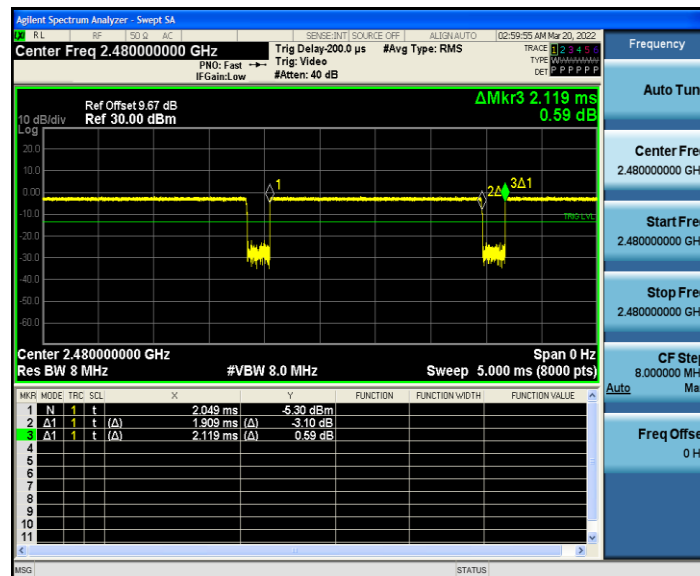 Agilent Spectrum Analyzer - Swept SA
RL RF 50 Ω AC SENSE:INT SOURCE OFF ALIGNAUTO 02:59:55 AM Mar 20, 2022
Center Freq 2.480000000 GHz
PNO: Fast
IFGain:Low
Trig Delay-200.0 µs
Trig: Video
#Atten: 40 dB
#Avg Type: RMS
TRACE 1 2 3 4 5 6
TYPE
DET P P P P P P
Ref Offset 9.67 dB
Ref 30.00 dBm
10 dB/div
Log
ΔMkr3 2.119 ms
0.59 dB
20.0
10.0
0.00
-10.0
-20.0
-30.0
-40.0
-50.0
-60.0
1
2Δ
3Δ1
TRIG LVL
Center 2.480000000 GHz
Span 0 Hz
Res BW 8 MHz
#VBW 8.0 MHz
Sweep 5.000 ms (8000 pts)
MKR MODE TRC SCL X Y FUNCTION FUNCTION WIDTH FUNCTION VALUE
1 N 1 t 2.049 ms -5.30 dBm
2 Δ1 1 t (Δ) 1.909 ms (Δ) -3.10 dB
3 Δ1 1 t (Δ) 2.119 ms (Δ) 0.59 dB
4
5
6
7
8
9
10
11
MSG
STATUS
Frequency
Auto Tun
Center Fre
2.480000000 GH
Start Fre
2.480000000 GH
Stop Fre
2.480000000 GH
CF Step
8.000000 MH
Auto Ma
Freq Offse
0 H